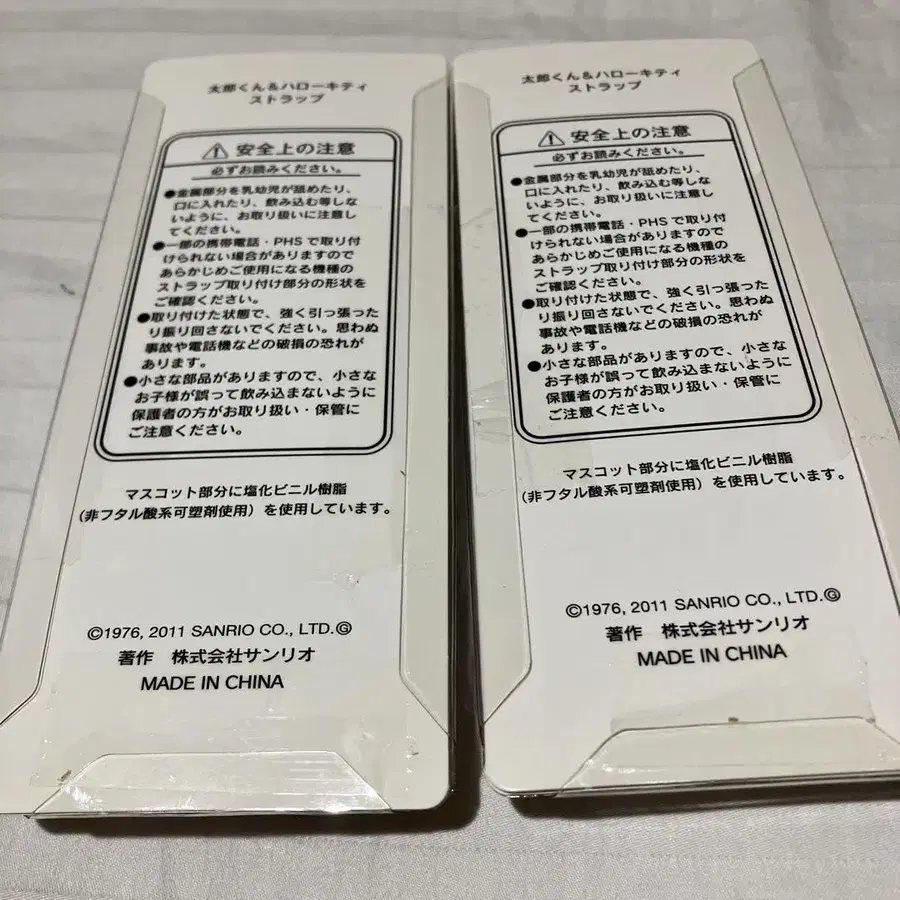 太郎くん&ハローキティ
ストラップ
安全上の注意
必ずお読みください。
●金属部分を乳幼児が舐めたり、
口に入れたり、飲み込む等しな
いように、お取り扱いに注意し
てください。
●一部の携帯電話・PHSで取り付
けられない場合がありますので
あらかじめご使用になる機種の
ストラップ取り付け部分の形状を
ご確認ください。
●取り付けた状態で、強く引っ張った
り振り回さないでください。思わぬ
事故や電話機などの破損の恐れが
あります。
●小さな部品がありますので、小さな
お子様が誤って飲み込まないように
保護者の方がお取り扱い・保管に
ご注意ください。
マスコット部分に塩化ビニル樹脂
(非フタル酸系可塑剤使用)を使用しています。
©1976, 2011 SANRIO CO., LTD.Ⓖ
著作 株式会社サンリオ
MADE IN CHINA
太郎くん&ハローキティ
ストラップ
安全上の注意
必ずお読みください。
●金属部分を乳幼児が舐めたり、
口に入れたり、飲み込む等しな
いように、お取り扱いに注意し
てください。
●一部の携帯電話・PHSで取り付
けられない場合がありますので
あらかじめご使用になる機種の
ストラップ取り付け部分の形状を
ご確認ください。
●取り付けた状態で、強く引っ張った
り振り回さないでください。思わぬ
事故や電話機などの破損の恐れが
あります。
●小さな部品がありますので、小さな
お子様が誤って飲み込まないように
保護者の方がお取り扱い・保管に
ご注意ください。
マスコット部分に塩化ビニル樹脂
(非フタル酸系可塑剤使用)を使用しています。
©1976, 2011 SANRIO CO., LTD.Ⓖ
著作 株式会社サンリオ
MADE IN CHINA